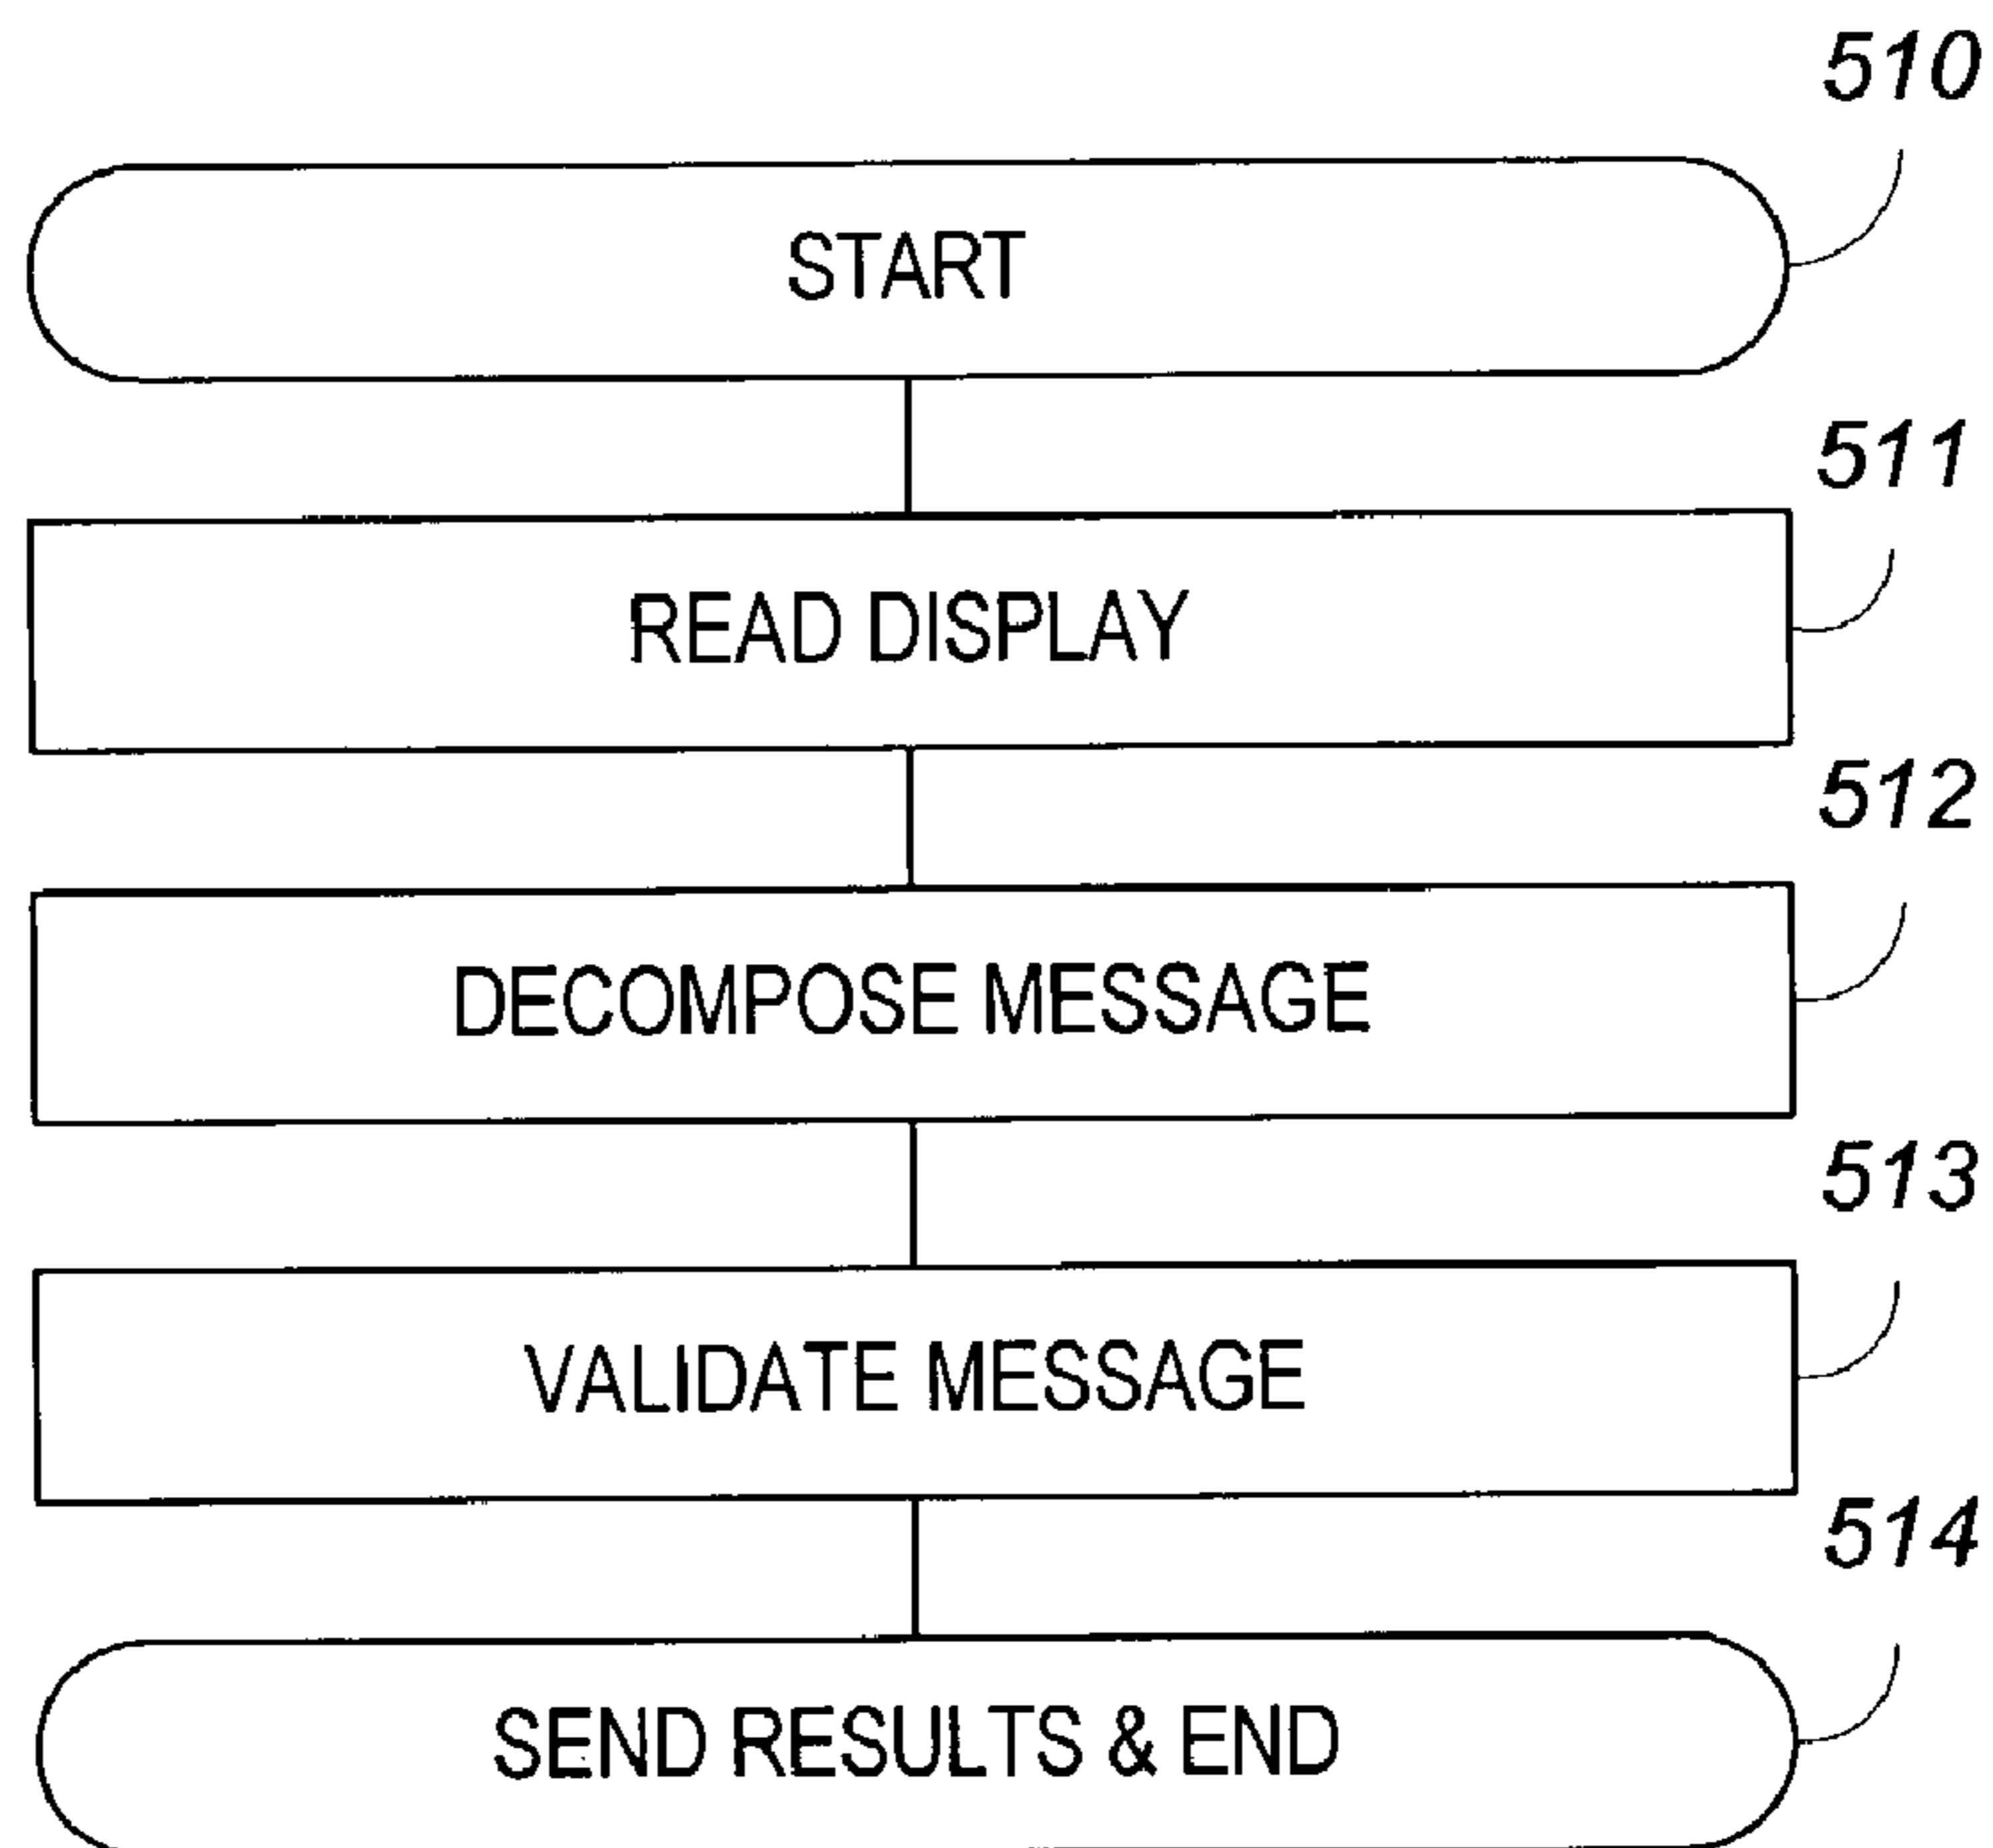 510
START
511
READ DISPLAY
512
DECOMPOSE MESSAGE
513
VALIDATE MESSAGE
514
SEND RESULTS & END